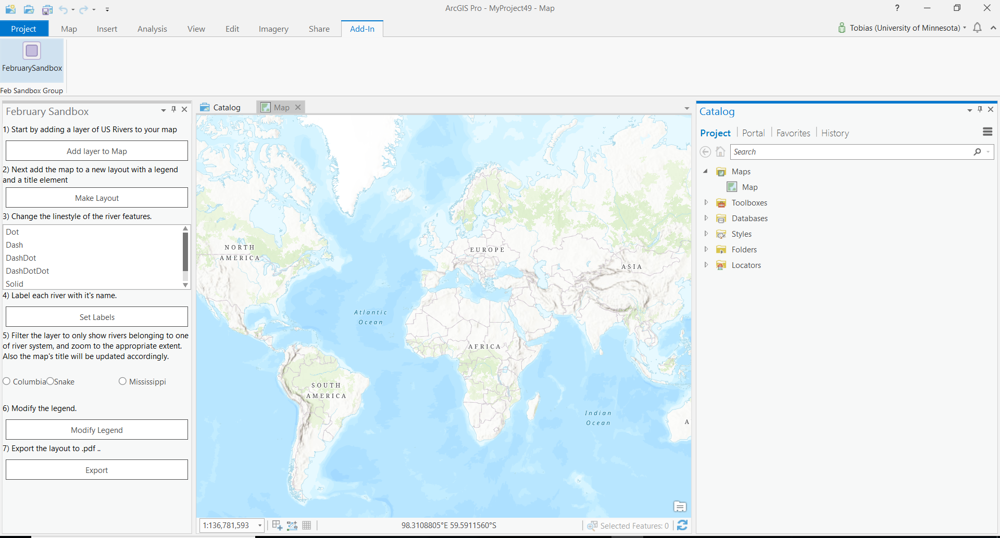 ArcGIS Pro - MyProject49 - Map
?
Project Map Insert Analysis View Edit Imagery Share Add-In
Tobias (University of Minnesota)
FebruarySandbox
Feb Sandbox Group
February Sandbox
1) Start by adding a layer of US Rivers to your map
Add layer to Map
2) Next add the map to a new layout with a legend
and a title element
Make Layout
3) Change the linestyle of the river features.
Dot
Dash
DashDot
DashDotDot
Solid
4) Label each river with it's name.
Set Labels
5) Filter the layer to only show rivers belonging to one
of river system, and zoom to the appropriate extent.
Also the map's title will be updated accordingly.
Columbia Snake Mississippi
6) Modify the legend.
Modify Legend
7) Export the layout to .pdf ..
Export
Catalog Map
NORTH
AMERICA
EUROPE
ASIA
Atlantic
Ocean
AFRICA
SOUTH
AMERICA
Indian
Ocean
A
1:136,781,593
98.3108805°E 59.5911560°S
Selected Features: 0
Catalog
Project Portal Favorites History
Search
Maps
Map
Toolboxes
Databases
Styles
Folders
Locators